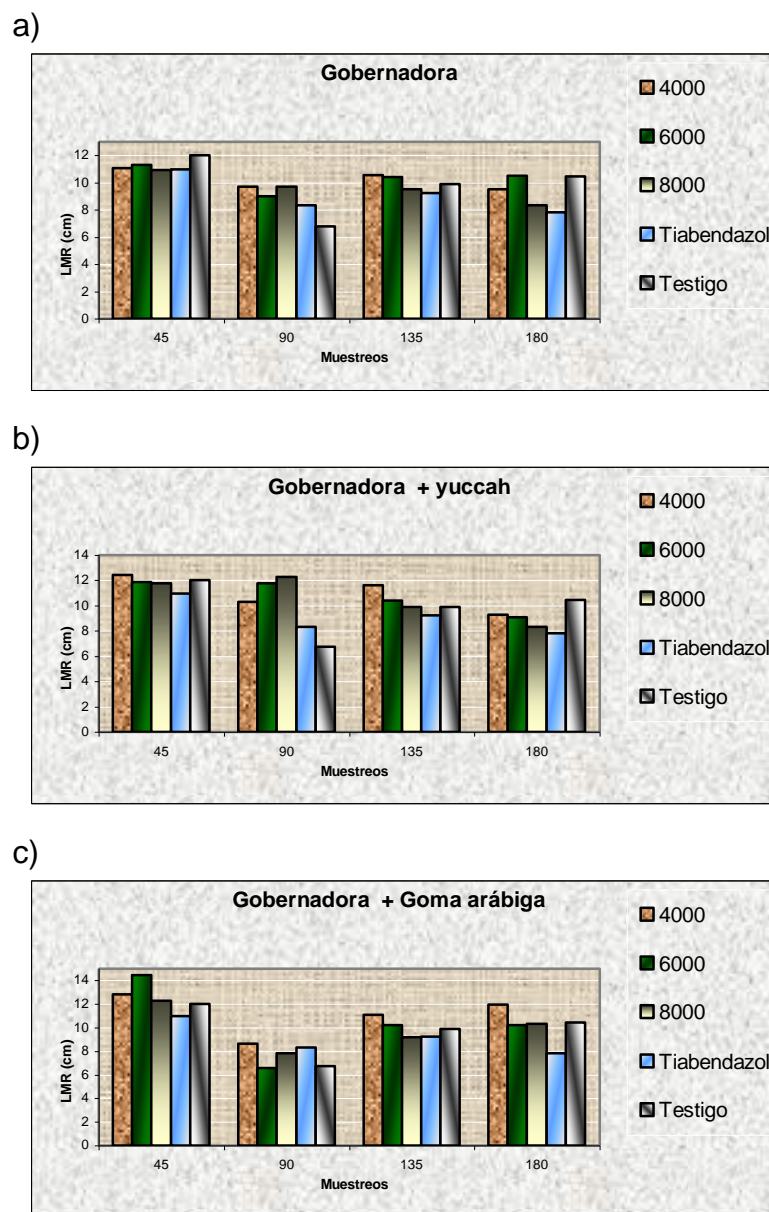 a)
Gobernadora
LMR (cm)
12
10
8
6
4
2
0
45 90 135 180
Muestreos
4000
6000
8000
Tiabendazol
Testigo
b)
Gobernadora + yuccah
LMR (cm)
14
12
10
8
6
4
2
0
45 90 135 180
Muestreos
4000
6000
8000
Tiabendazol
Testigo
c)
Gobernadora + Goma arábiga
LMR (cm)
14
12
10
8
6
4
2
0
45 90 135 180
Muestreos
4000
6000
8000
Tiabendazol
Testigo